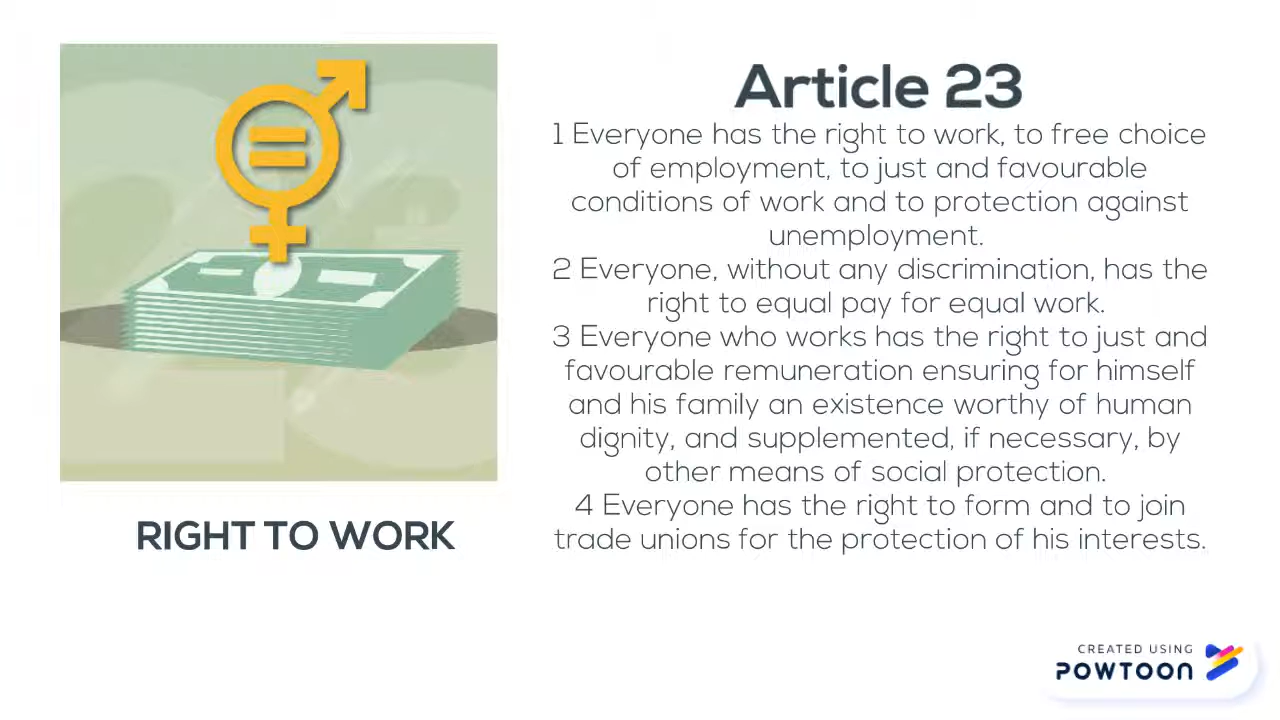 Article 23
1 Everyone has the right to work, to free choice
of employment, to just and favourable
conditions of work and to protection against
unemployment.
2 Everyone, without any discrimination, has the
right to equal pay for equal work.
3 Everyone who works has the right to just and
favourable remuneration ensuring for himself
and his family an existence worthy of human
dignity, and supplemented, if necessary, by
other means of social protection.
4 Everyone has the right to form and to join
trade unions for the protection of his interests.
RIGHT TO WORK
CREATED USING
POWTOON